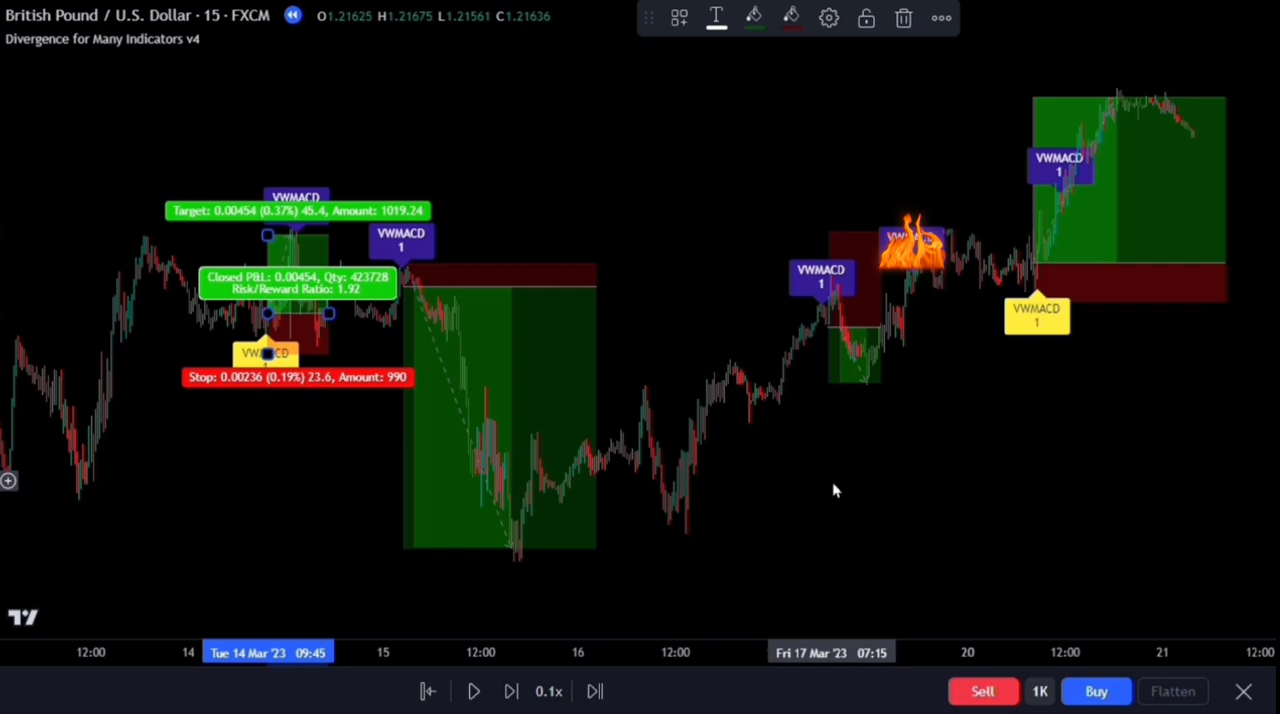 British Pound / U.S. Dollar · 15 · FXCM
O1.21625 H1.21675 L1.21561 C1.21636
Divergence for Many Indicators v4
VWMACD
Target: 0.00454 (0.37%) 45.4, Amount: 1019.24
VWMACD
1
Closed P&L: 0.00454, Qty: 423728
Risk/Reward Ratio: 1.92
Stop: 0.00236 (0.19%) 23.6, Amount: 990
VWMACD
1
VWMACD
1
VWMACD
1
12:00
14
Tue 14 Mar '23 09:45
15
12:00
16
12:00
Fri 17 Mar '23 07:15
20
12:00
21
12:00
0.1x
Sell
1K
Buy
Flatten